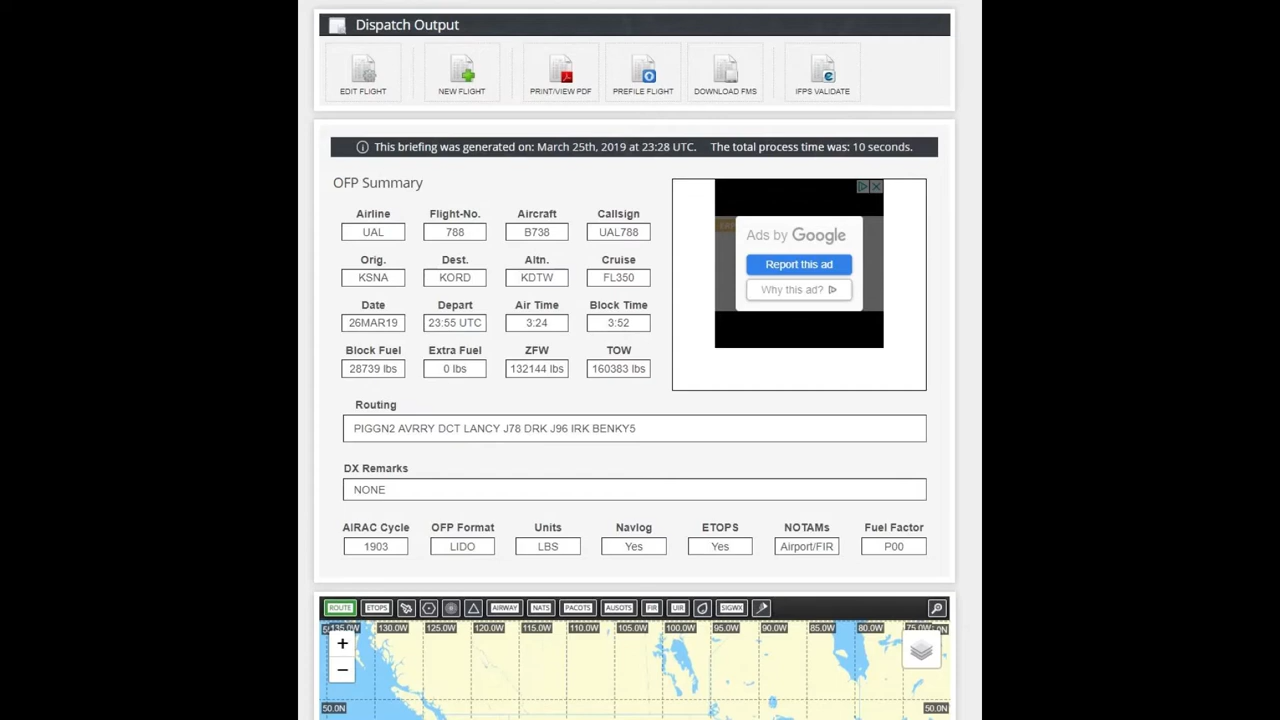 Dispatch Output
EDIT FLIGHT NEW FLIGHT PRINT/VIEW PDF PREFILE FLIGHT DOWNLOAD FMS IFPS VALIDATE
This briefing was generated on: March 25th, 2019 at 23:28 UTC. The total process time was: 10 seconds.
OFP Summary
Airline Flight-No. Aircraft Callsign
UAL 788 B738 UAL788
Orig. Dest. Altn. Cruise
KSNA KORD KDTW FL350
Date Depart Air Time Block Time
26MAR19 23:55 UTC 3:24 3:52
Block Fuel Extra Fuel ZFW TOW
28739 lbs 0 lbs 132144 lbs 160383 lbs
Ads by Google
Report this ad
Why this ad?
Routing
PIGGN2 AVRRY DCT LANCY J78 DRK J96 IRK BENKY5
DX Remarks
NONE
AIRAC Cycle OFP Format Units Navlog ETOPS NOTAMs Fuel Factor
1903 LIDO LBS Yes Yes Airport/FIR P00
ROUTE ETOPS AIRWAY NATS PACOTS AUSOTS FIR UIR SIGWX
135.0W 130.0W 125.0W 120.0W 115.0W 110.0W 105.0W 100.0W 95.0W 90.0W 85.0W 80.0W 75.0W
+
−
50.0N 50.0N